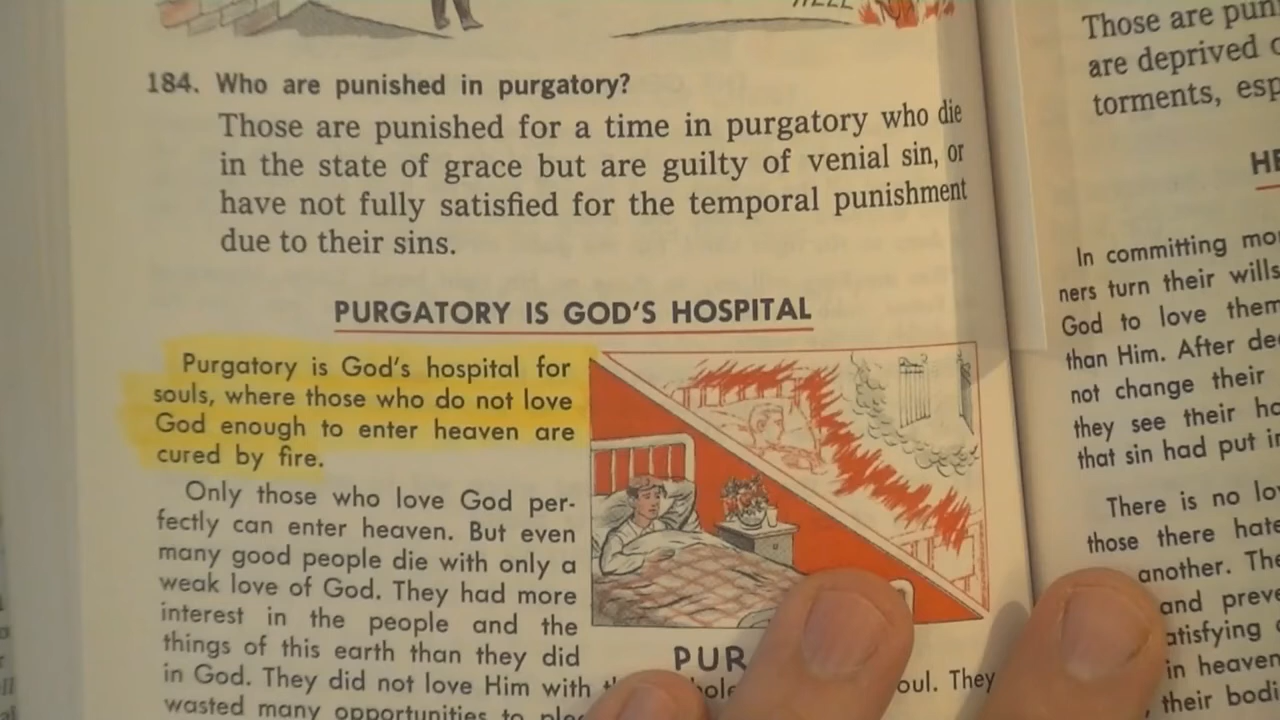 HELL
184. Who are punished in purgatory?
Those are punished for a time in purgatory who die
in the state of grace but are guilty of venial sin, or
have not fully satisfied for the temporal punishment
due to their sins.
PURGATORY IS GOD'S HOSPITAL
Purgatory is God's hospital for
souls, where those who do not love
God enough to enter heaven are
cured by fire.
Only those who love God per-
fectly can enter heaven. But even
many good people die with only a
weak love of God. They had more
interest in the people and the
things of this earth than they did
in God. They did not love Him with
oul. They
wasted many opportunities to
PUR
Those are pun
are deprived
torments, esp
HE
In committing mo
ners turn their wills
God to love them
than Him. After de
not change their
they see their ha
that sin had put in
There is no lo
those there hate
another. The
and preve
atisfying
in heaven
their bodi